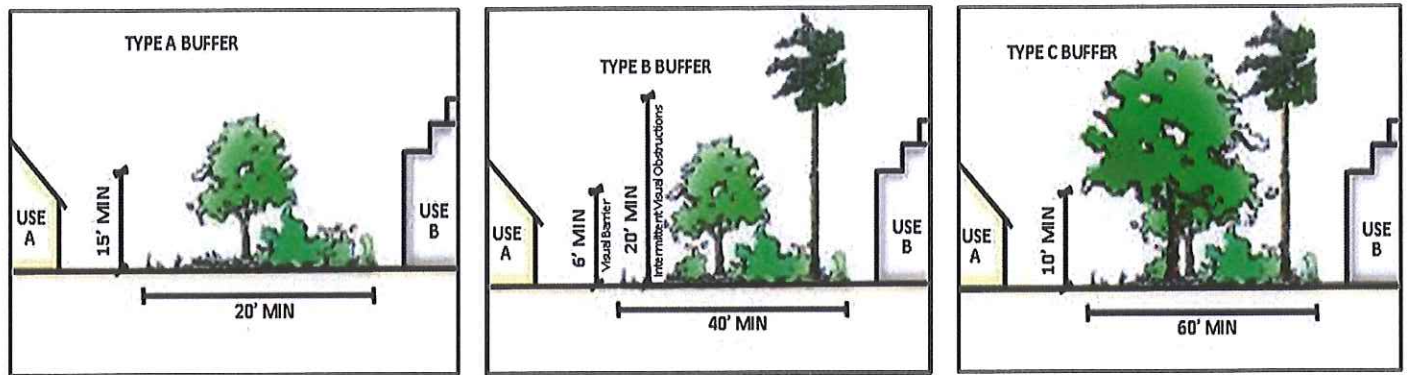 TYPE A BUFFER
USE
A
15' MIN
USE
B
20' MIN
TYPE B BUFFER
USE
A
6' MIN
Visual Barrier
20' MIN
Intermittent Visual Obstructions
USE
B
40' MIN
TYPE C BUFFER
USE
A
10' MIN
USE
B
60' MIN